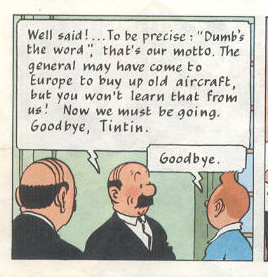 Well said!...To be precise: "Dumb's
the word", that's our motto. The
general may have come to
Europe to buy up old aircraft,
but you won't learn that from
us! Now we must be going.
Goodbye, Tintin.
Goodbye.